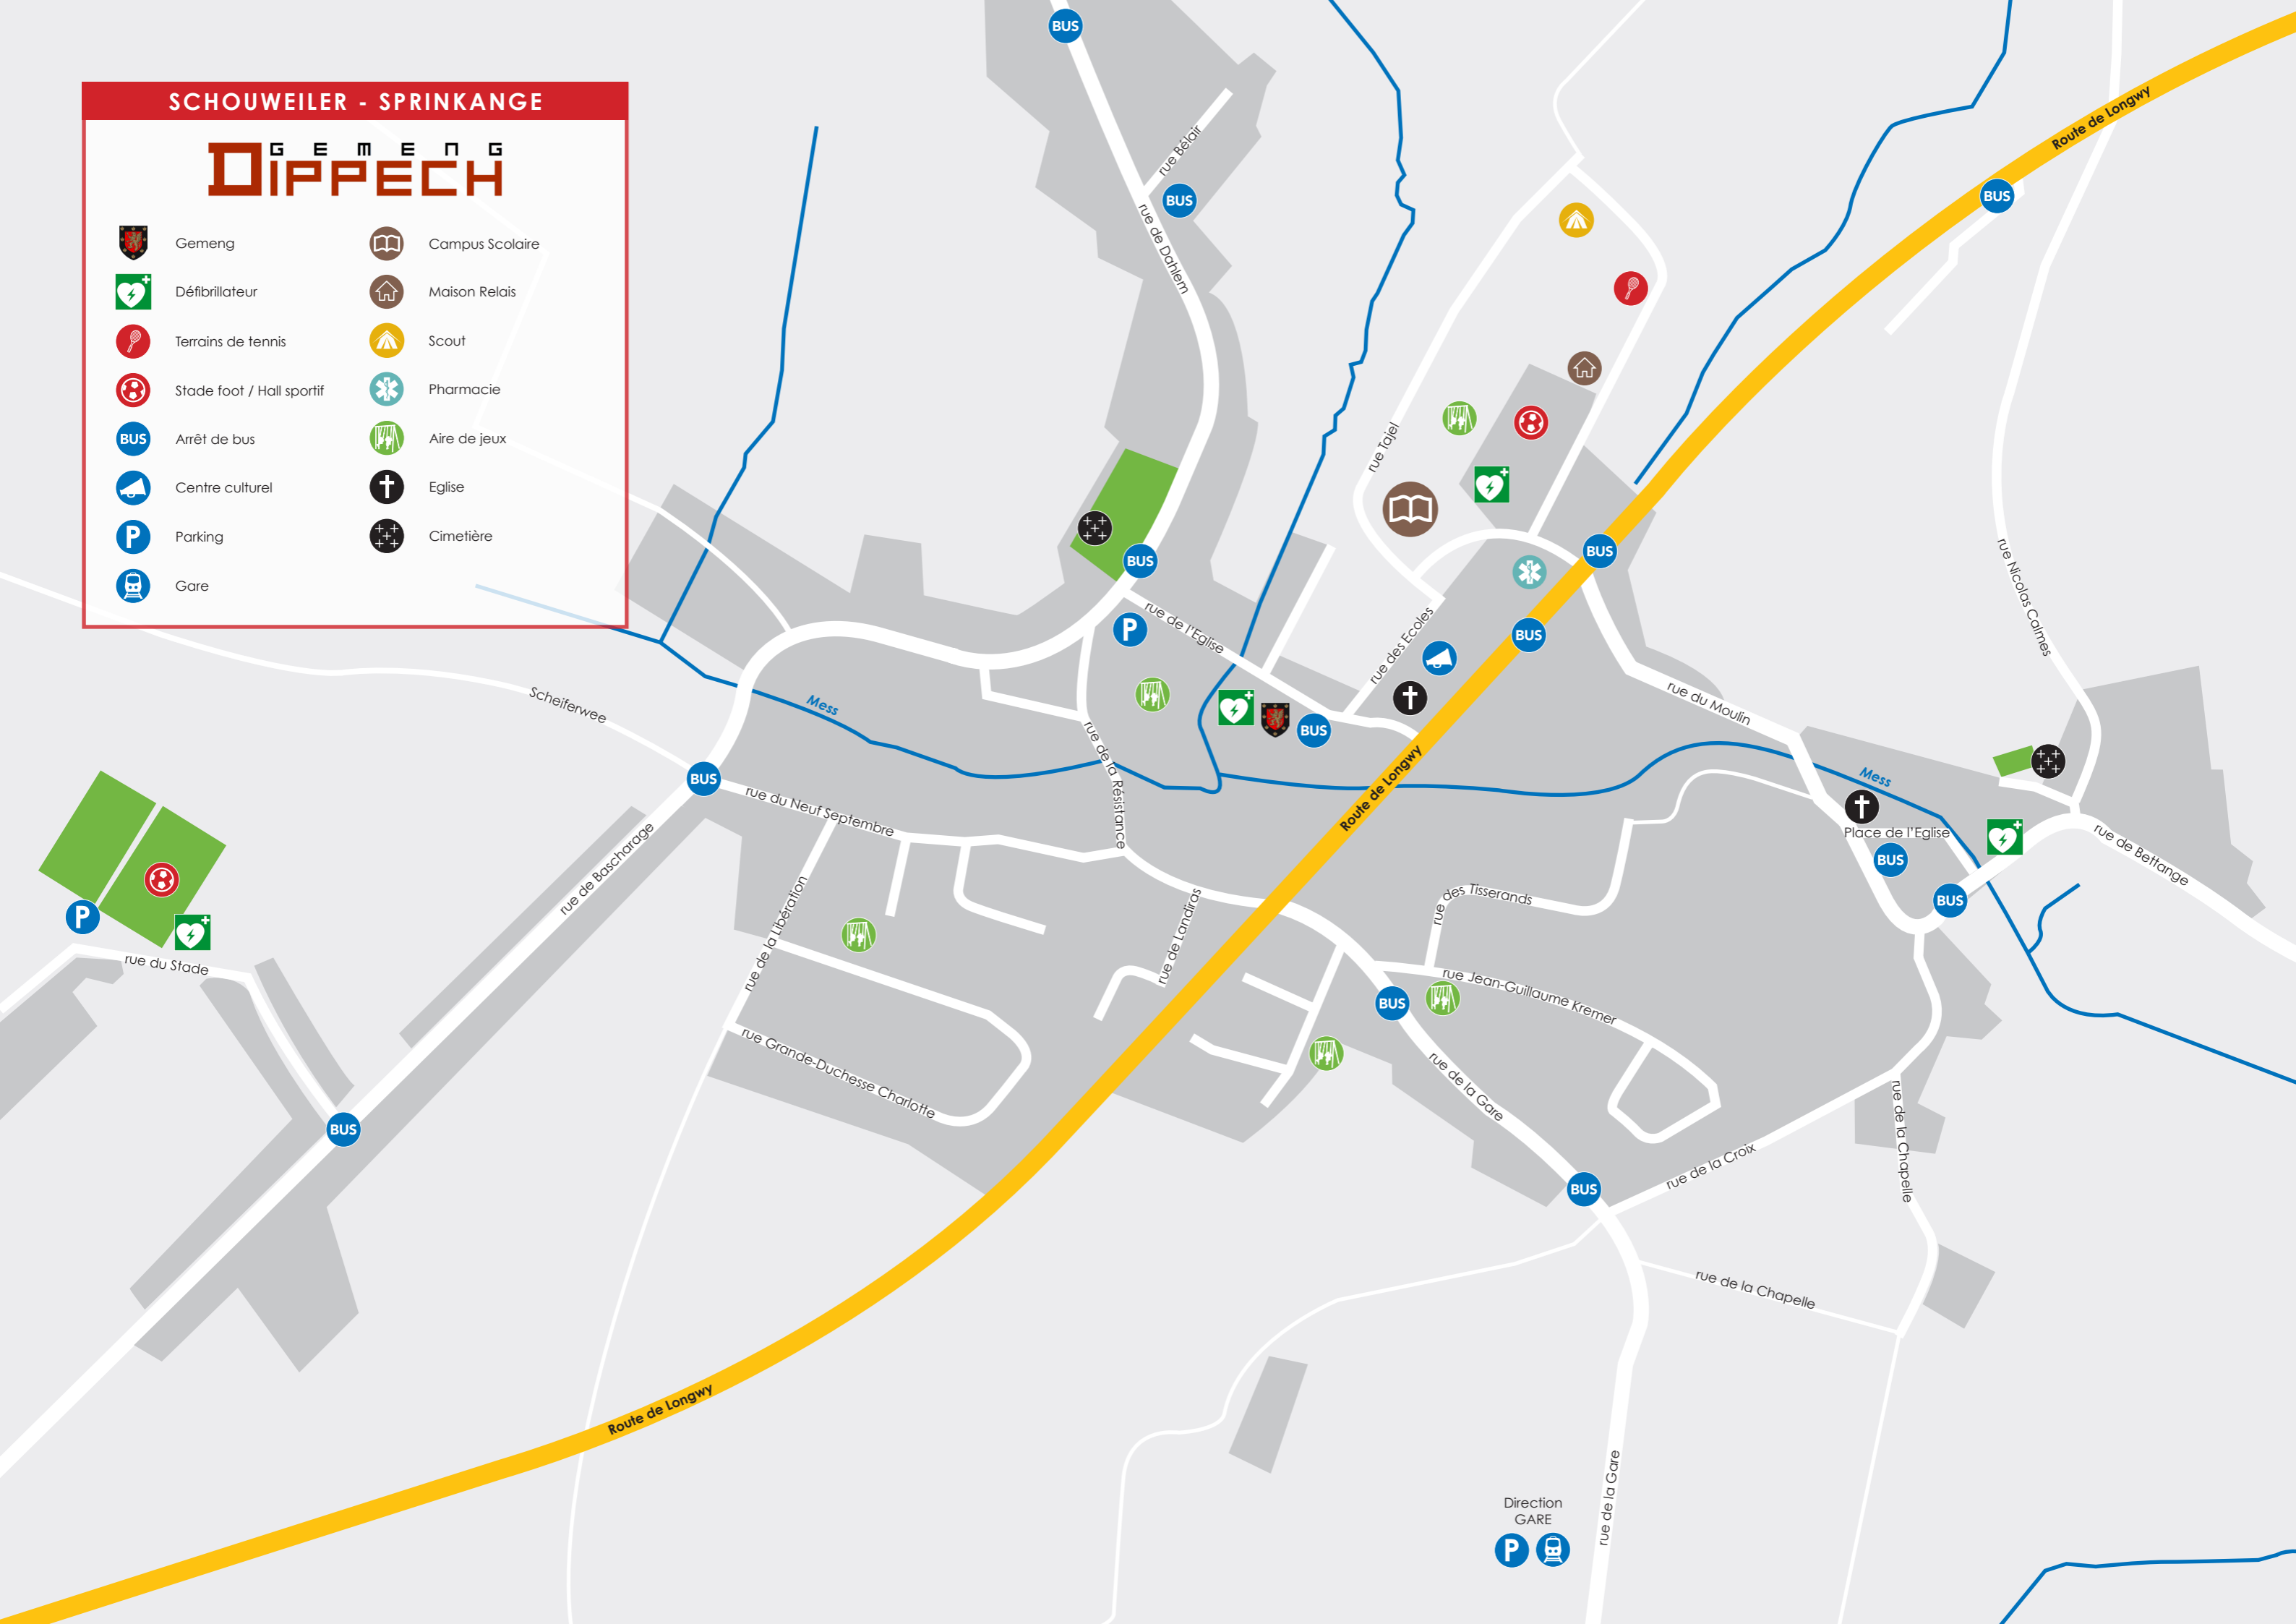 SCHOUWEILER - SPRINKANGE
GEMENG
DIPPECH
Gemeng
Défibrillateur
Terrains de tennis
Stade foot / Hall sportif
BUS
Arrêt de bus
Centre culturel
P
Parking
Gare
Campus Scolaire
Maison Relais
Scout
Pharmacie
Aire de jeux
Eglise
Cimetière
BUS
rue Bélair
BUS
rue de Dahlem
Route de Longwy
BUS
rue Tajel
BUS
BUS
rue Nicolas Calmes
rue de l'Eglise
P
rue des Ecoles
BUS
BUS
rue du Moulin
Scheiferwee
Mess
Mess
rue de la Résistance
BUS
rue du Neuf Septembre
Route de Longwy
Place de l'Eglise
BUS
rue de Bettange
BUS
rue de Bascharage
rue de la Libération
rue de Landiras
rue des Tisserands
P
rue du Stade
rue Jean-Guillaume Kremer
BUS
rue Grande-Duchesse Charlotte
rue de la Gare
BUS
BUS
rue de la Croix
rue de la Chapelle
rue de la Chapelle
Route de Longwy
rue de la Gare
Direction
GARE
P